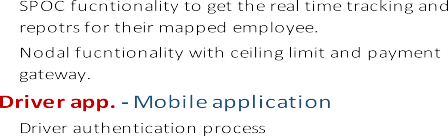 SPOC fucntionality to get the real time tracking and
repotrs for their mapped employee.
Nodal fucntionality with ceiling limit and payment
gateway.
Driver app. - Mobile application
Driver authentication process